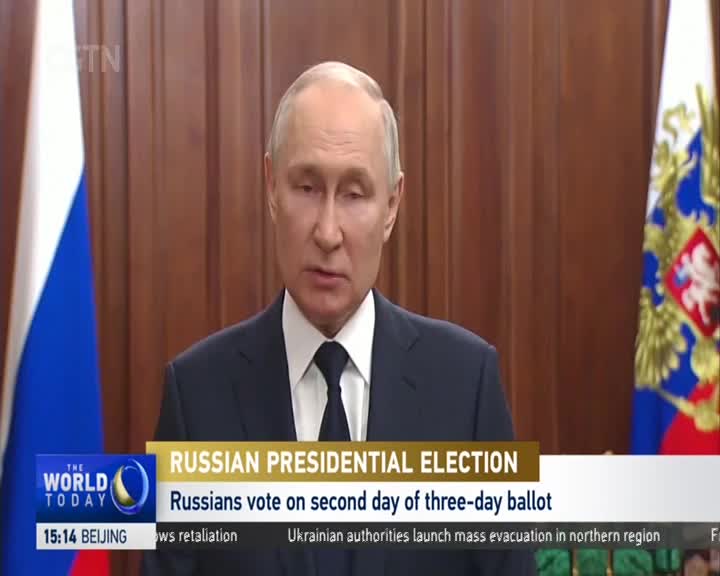 CGTN
RUSSIAN PRESIDENTIAL ELECTION
THE
WORLD
TODAY
Russians vote on second day of three-day ballot
15:14 BEIJING
ows retaliation Ukrainian authorities launch mass evacuation in northern region F